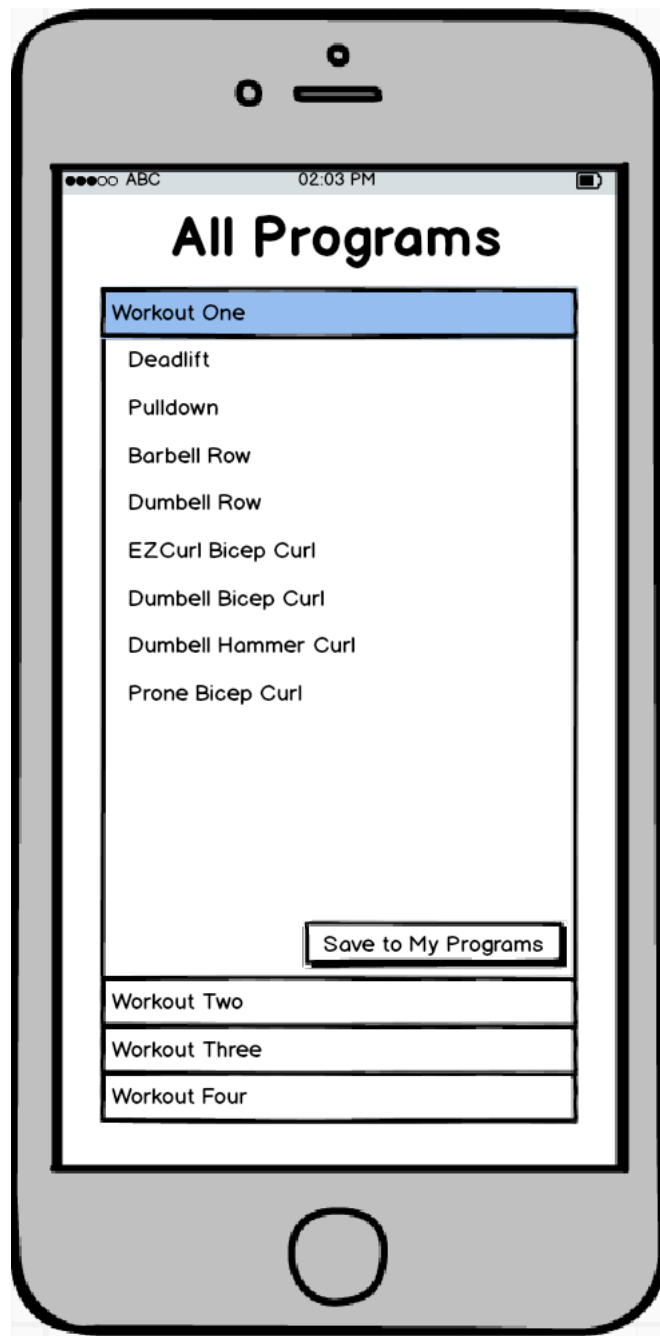 ABC 02:03 PM
All Programs
Workout One
Deadlift
Pulldown
Barbell Row
Dumbell Row
EZCurl Bicep Curl
Dumbell Bicep Curl
Dumbell Hammer Curl
Prone Bicep Curl
Save to My Programs
Workout Two
Workout Three
Workout Four